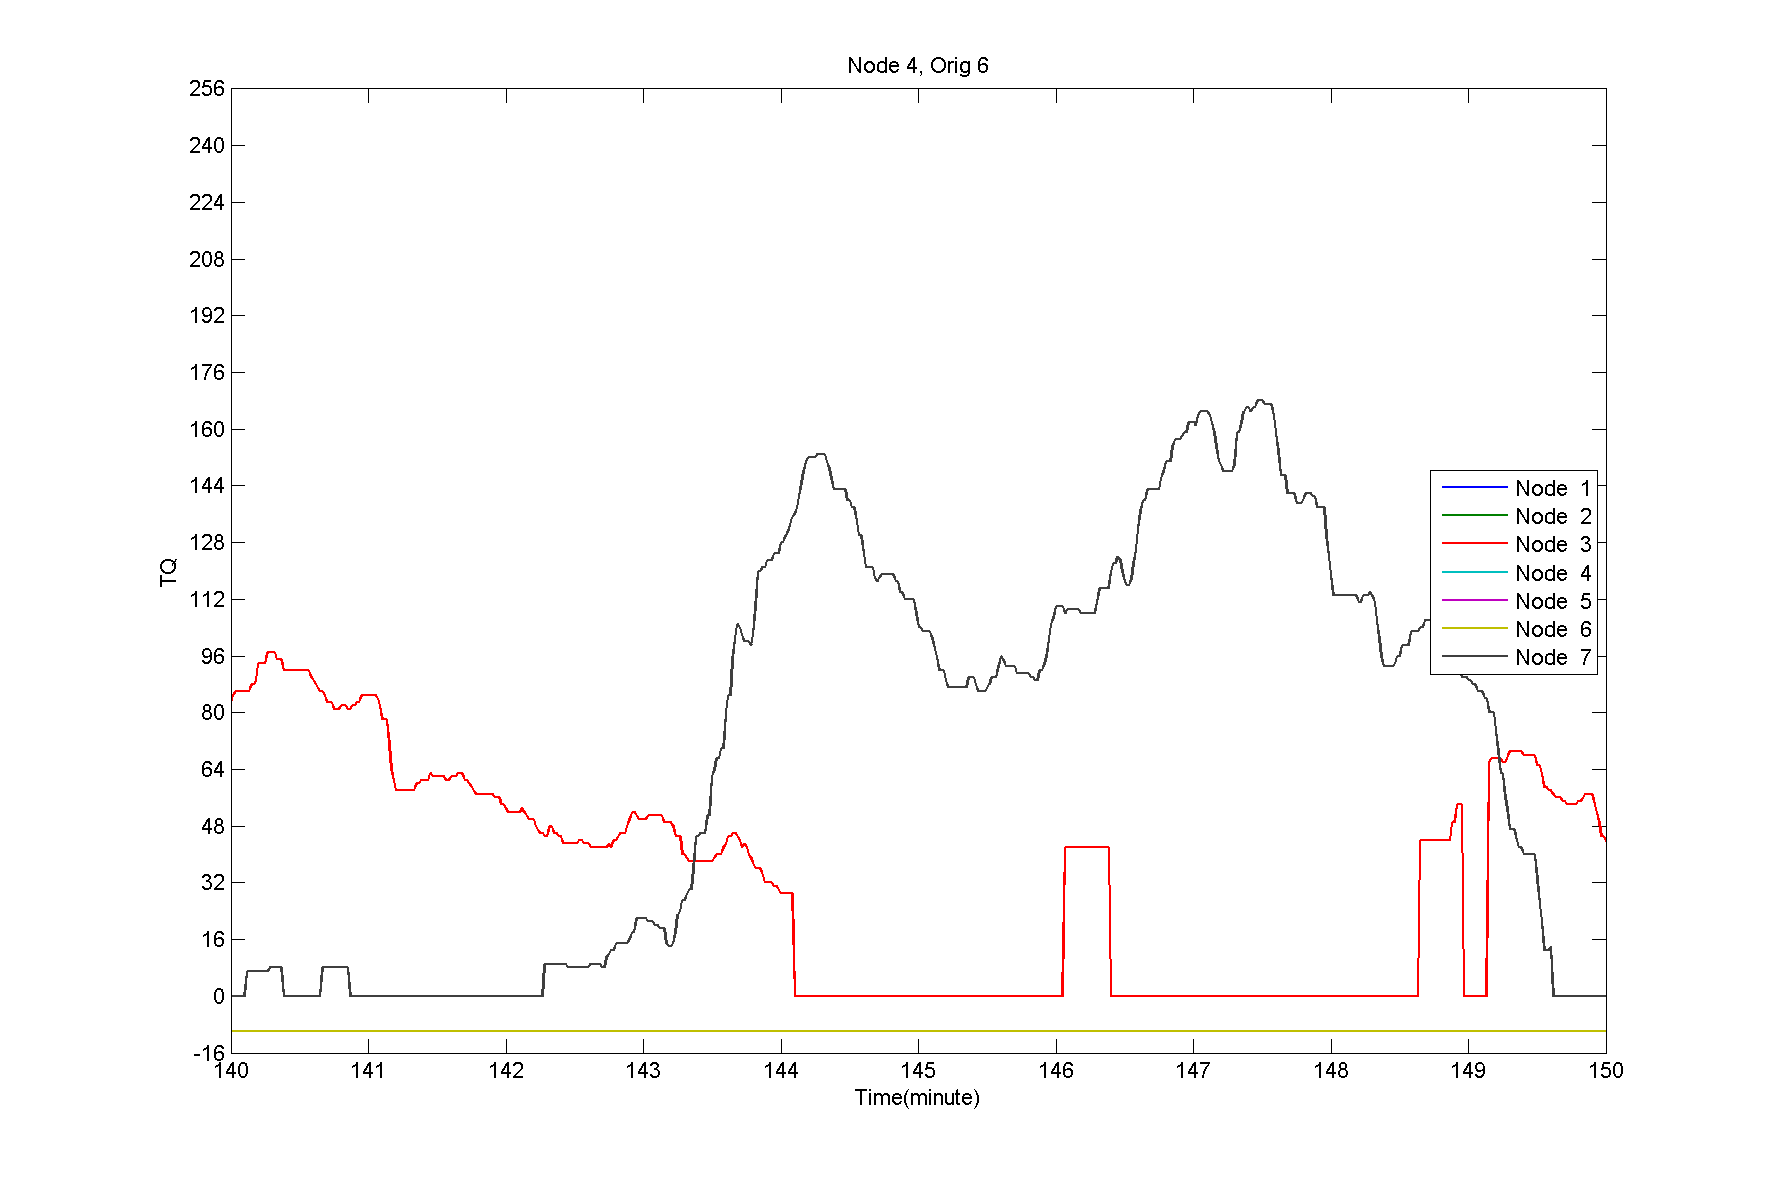 Node 4, Orig 6
256
240
224
208
192
176
160
144
128
112
96
80
64
48
32
16
0
-16
TQ
Node 1
Node 2
Node 3
Node 4
Node 5
Node 6
Node 7
140 141 142 143 144 145 146 147 148 149 150
Time(minute)